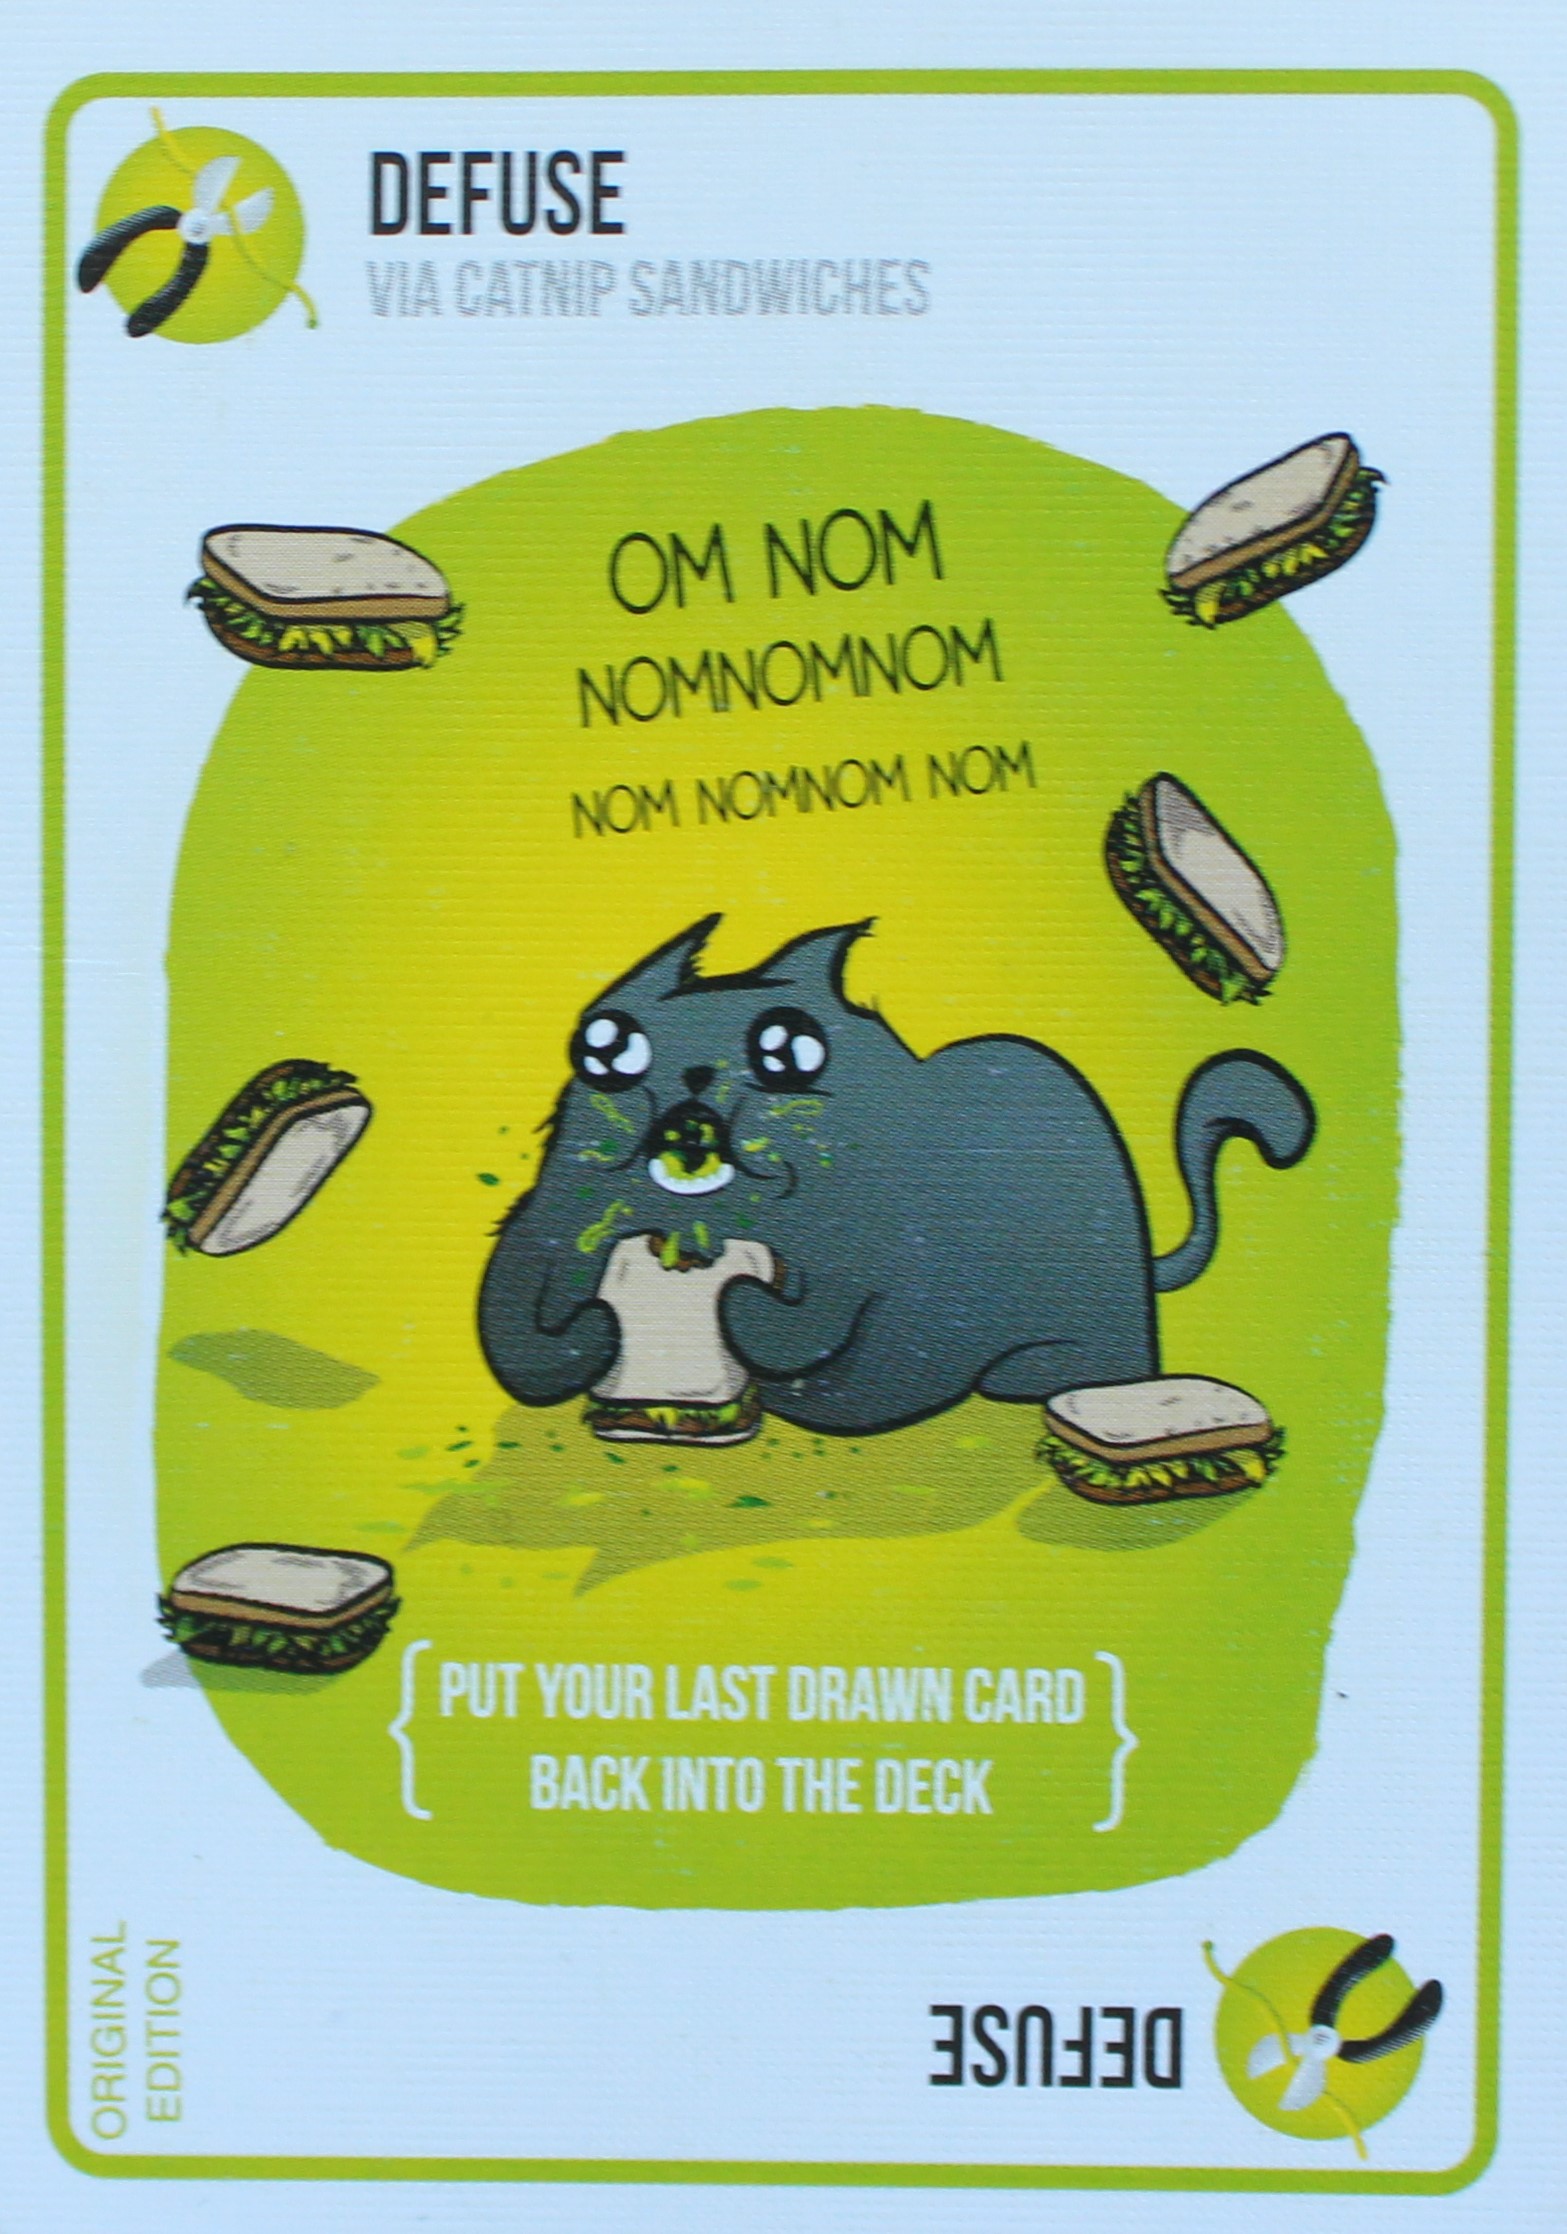 DEFUSE
VIA CATNIP SANDWICHES
OM NOM
NOMNOMNOM
NOM NOMNOM NOM
PUT YOUR LAST DRAWN CARD
BACK INTO THE DECK
ORIGINAL
EDITION
DEFUSE